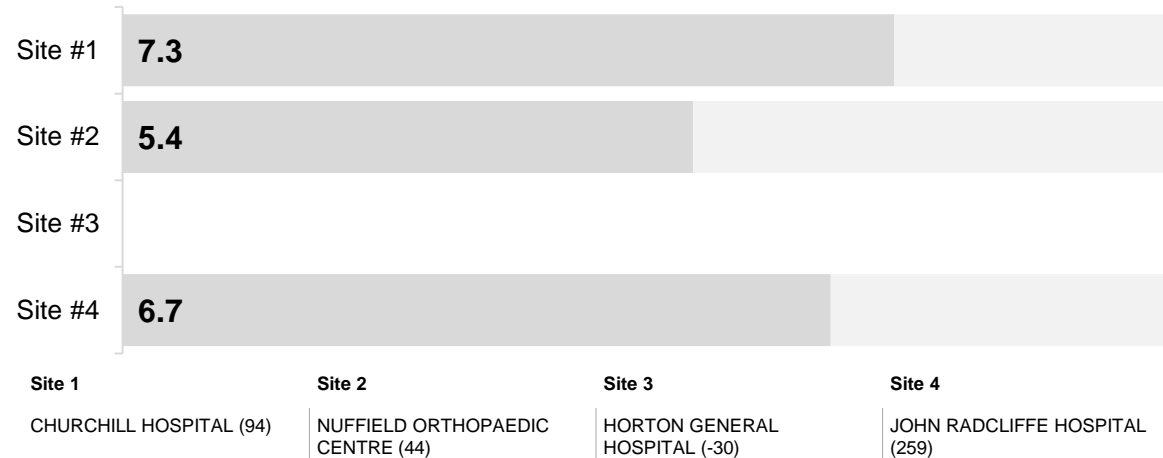 Site #1 7.3
Site #2 5.4
Site #3
Site #4 6.7
Site 1 Site 2 Site 3 Site 4
CHURCHILL HOSPITAL (94)
NUFFIELD ORTHOPAEDIC
CENTRE (44)
HORTON GENERAL
HOSPITAL (-30)
JOHN RADCLIFFE HOSPITAL
(259)